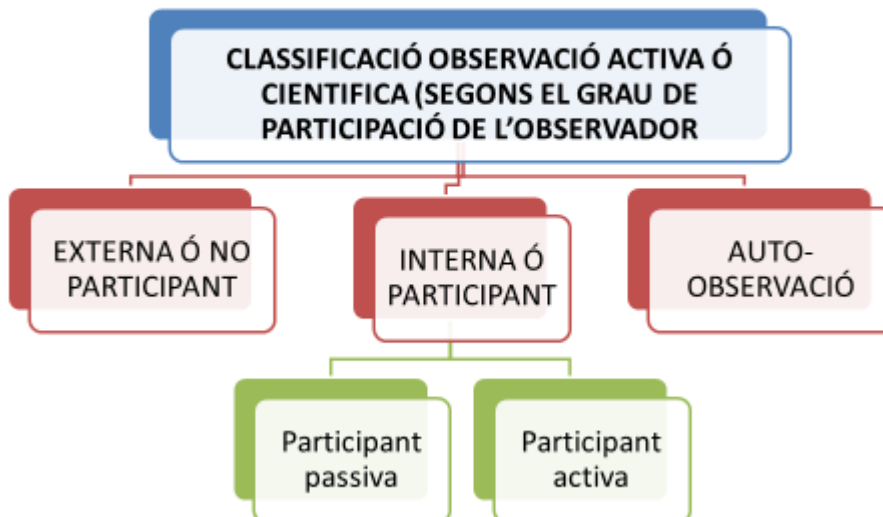 CLASSIFICACIÓ OBSERVACIÓ ACTIVA Ó
CIENTIFICA (SEGONS EL GRAU DE
PARTICIPACIÓ DE L'OBSERVADOR
EXTERNA Ó NO
PARTICIPANT
INTERNA Ó
PARTICIPANT
AUTO-
OBSERVACIÓ
Participant
passiva
Participant
activa